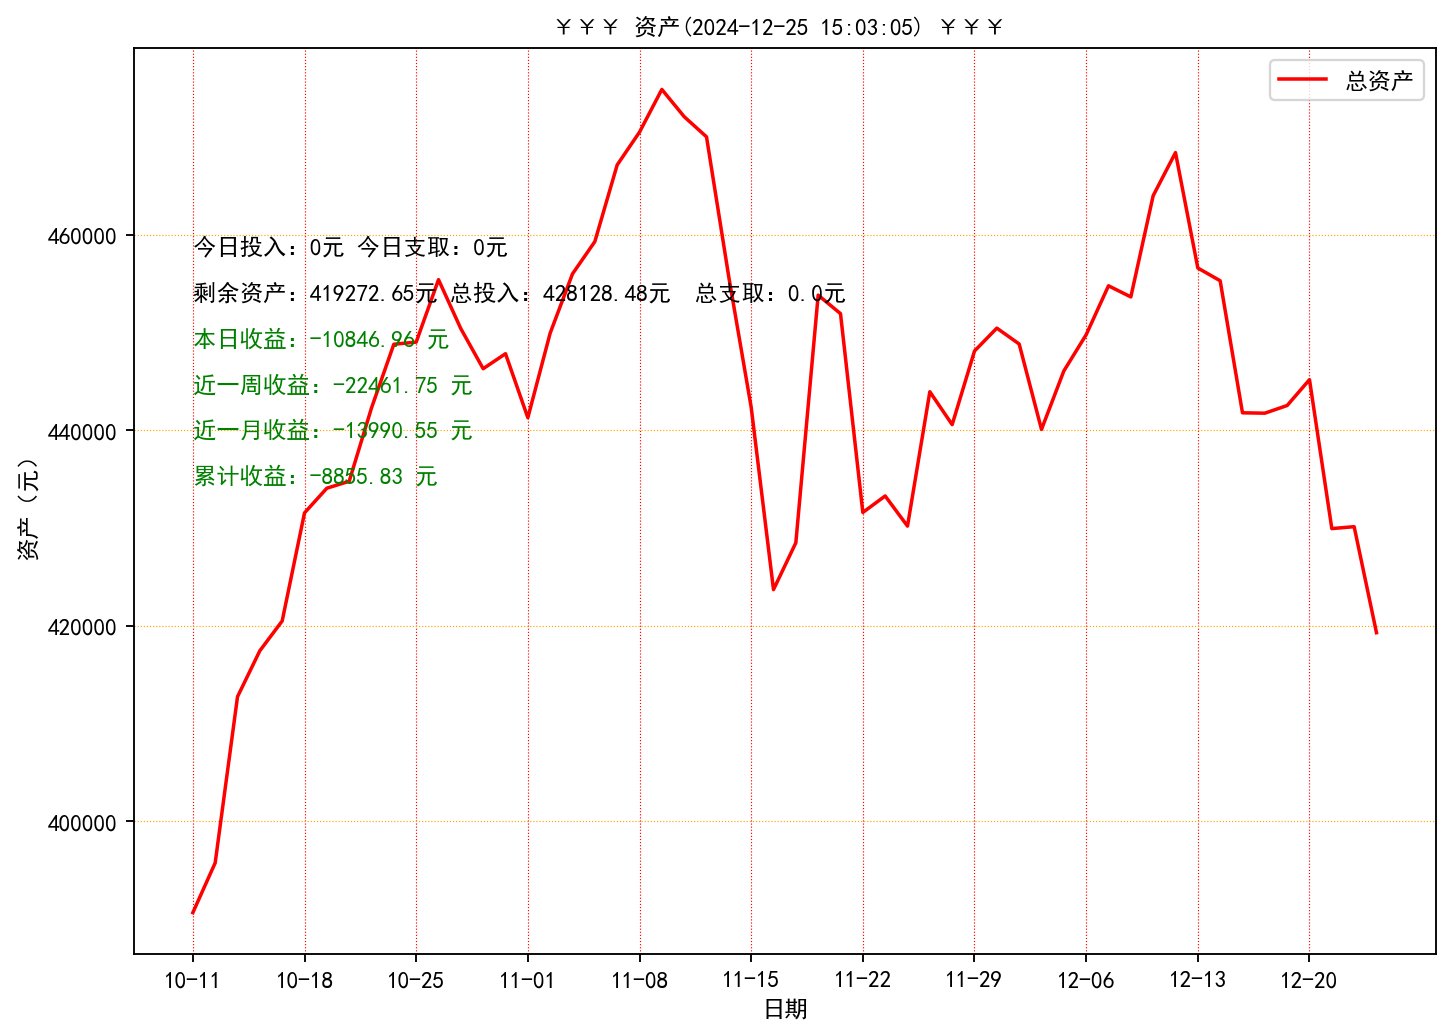 ￥￥￥ 资产(2024-12-25 15:03:05) ￥￥￥
总资产
460000
440000
420000
400000
资产（元）
今日投入：0元 今日支取：0元
剩余资产：419272.65元 总投入：428128.48元  总支取：0.0元
本日收益：-10846.96 元
近一周收益：-22461.75 元
近一月收益：-13990.55 元
累计收益：-8855.83 元
10-11 10-18 10-25 11-01 11-08 11-15 11-22 11-29 12-06 12-13 12-20
日期